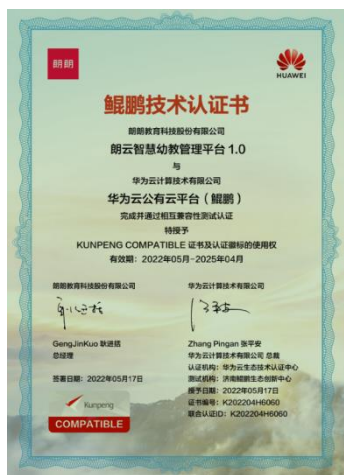 朗朗
HUAWEI
鲲鹏技术认证书
朗朗教育科技股份有限公司
朗云智慧幼教管理平台 1.0
与
华为云计算技术有限公司
华为云公有云平台（鲲鹏）
完成并通过相互兼容性测试认证
特授予
KUNPENG COMPATIBLE 证书及认证徽标的使用权
有效期：2022年05月-2025年04月
朗朗教育科技股份有限公司
华为云计算技术有限公司
GengJinKuo 耿进括
总经理
Zhang Pingan 张平安
华为云计算技术有限公司 总裁
认证机构：华为云生态技术认证中心
签署日期：2022年05月17日
测试机构：济南鲲鹏生态创新中心
授予日期：2022年05月17日
证书编号：K202204H6060
联合认证ID：K202204H6060
Kunpeng
COMPATIBLE